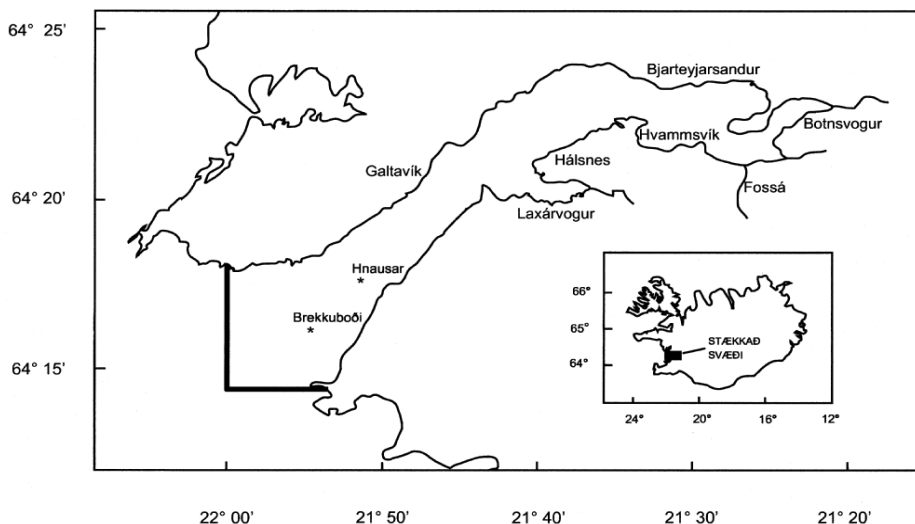 64° 25'
Bjarteyjarsandur
Botnsvogur
Hvammsvík
Hálsnes
Galtavík
Fossá
64° 20'
Laxárvogur
Hnausar
Brekkuboði
64° 15'
66°
65°
64°
STÆKKAÐ
SVÆÐI
24° 20° 16° 12°
22° 00' 21° 50' 21° 40' 21° 30' 21° 20'